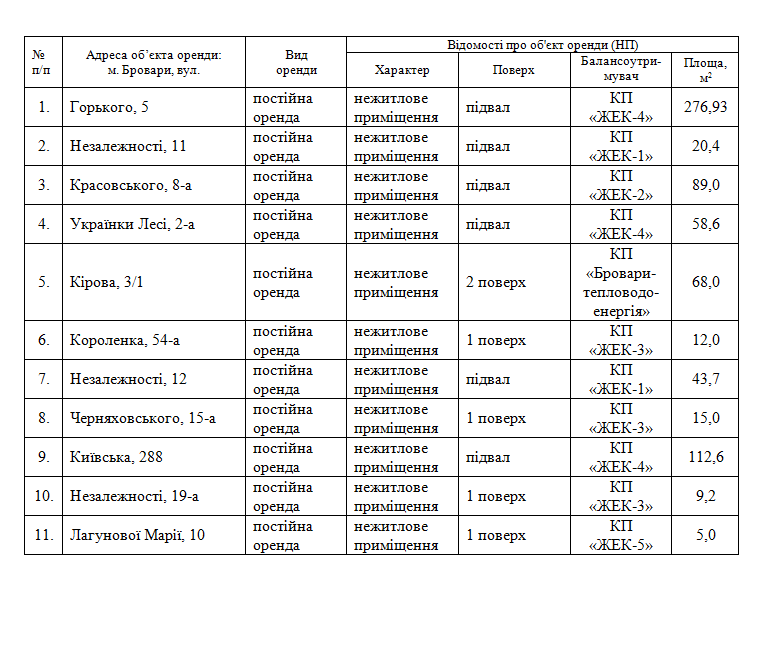 № п/п
Адреса об’єкта оренди:
м. Бровари, вул.
Вид
оренди
Відомості про об'єкт оренди (НП)
Характер
Поверх
Балансоутри-
мувач
Площа,
м2
1.
Горького, 5
постійна
оренда
нежитлове
приміщення
підвал
КП
«ЖЕК-4»
276,93
2.
Незалежності, 11
постійна
оренда
нежитлове
приміщення
підвал
КП
«ЖЕК-1»
20,4
3.
Красовського, 8-а
постійна
оренда
нежитлове
приміщення
підвал
КП
«ЖЕК-2»
89,0
4.
Українки Лесі, 2-а
постійна
оренда
нежитлове
приміщення
підвал
КП
«ЖЕК-4»
58,6
5.
Кірова, 3/1
постійна
оренда
нежитлове
приміщення
2 поверх
КП
«Бровари-
тепловодо-
енергія»
68,0
6.
Короленка, 54-а
постійна
оренда
нежитлове
приміщення
1 поверх
КП
«ЖЕК-3»
12,0
7.
Незалежності, 12
постійна
оренда
нежитлове
приміщення
підвал
КП
«ЖЕК-1»
43,7
8.
Черняховського, 15-а
постійна
оренда
нежитлове
приміщення
1 поверх
КП
«ЖЕК-3»
15,0
9.
Київська, 288
постійна
оренда
нежитлове
приміщення
підвал
КП
«ЖЕК-4»
112,6
10.
Незалежності, 19-а
постійна
оренда
нежитлове
приміщення
1 поверх
КП
«ЖЕК-3»
9,2
11.
Лагунової Марії, 10
постійна
оренда
нежитлове
приміщення
1 поверх
КП
«ЖЕК-5»
5,0